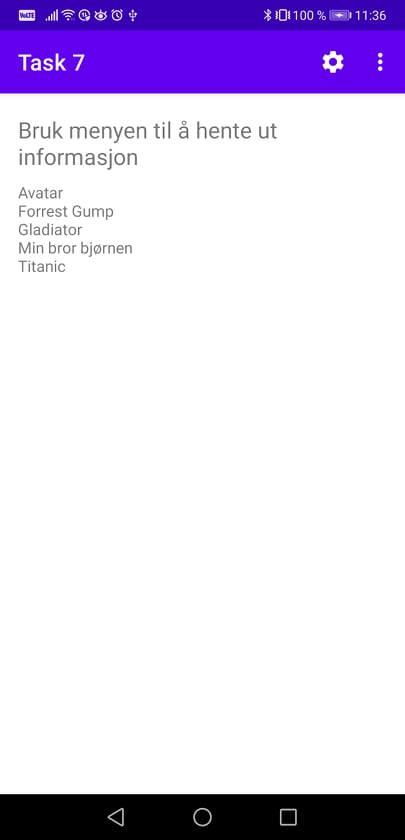 VoLTE
100 %
11:36
Task 7
Bruk menyen til å hente ut
informasjon
Avatar
Forrest Gump
Gladiator
Min bror bjørnen
Titanic